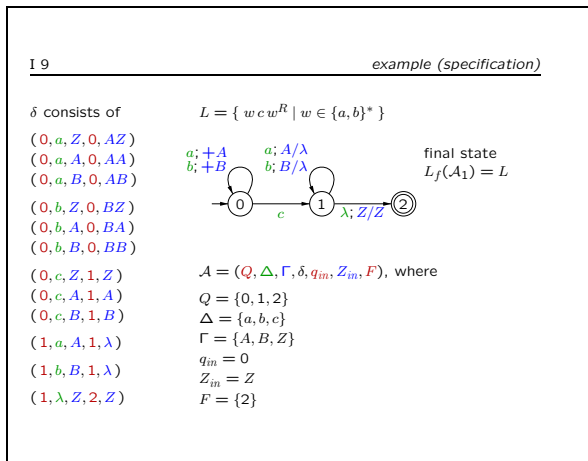 I 9 example (specification)
δ consists of
(0, a, Z, 0, AZ)
(0, a, A, 0, AA)
(0, a, B, 0, AB)
(0, b, Z, 0, BZ)
(0, b, A, 0, BA)
(0, b, B, 0, BB)
(0, c, Z, 1, Z)
(0, c, A, 1, A)
(0, c, B, 1, B)
(1, a, A, 1, λ)
(1, b, B, 1, λ)
(1, λ, Z, 2, Z)
L = { w c w^R | w ∈ {a, b}* }
a; +A a; A/λ
b; +B b; B/λ
0 1 2
c λ; Z/Z
final state
L_f(A_1) = L
A = (Q, Δ, Γ, δ, q_in, Z_in, F), where
Q = {0, 1, 2}
Δ = {a, b, c}
Γ = {A, B, Z}
q_in = 0
Z_in = Z
F = {2}